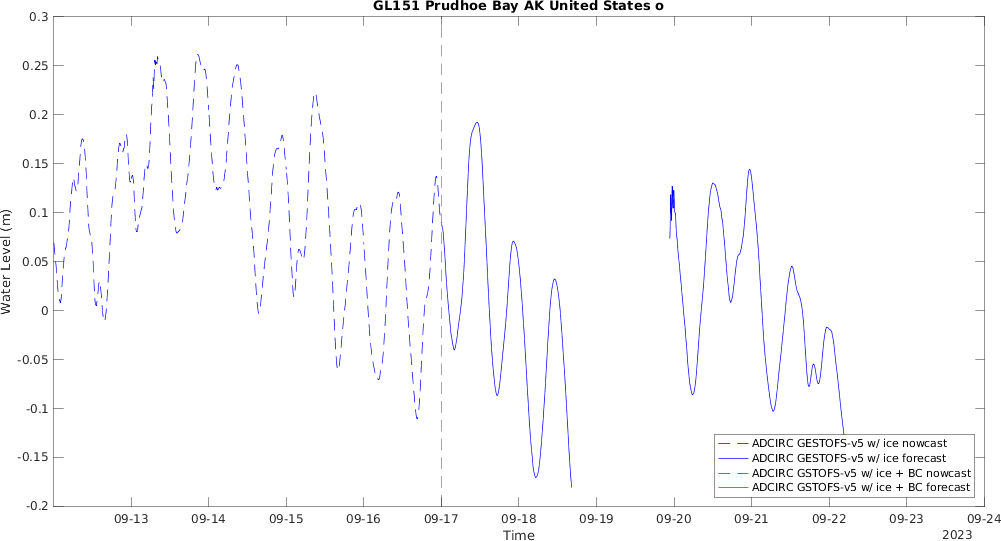 GL151 Prudhoe Bay AK United States o
0.3
0.25
0.2
0.15
0.1
0.05
0
-0.05
-0.1
-0.15
-0.2
Water Level (m)
ADCIRC GESTOFS-v5 w/ ice nowcast
ADCIRC GESTOFS-v5 w/ ice forecast
ADCIRC GSTOFS-v5 w/ ice + BC nowcast
ADCIRC GSTOFS-v5 w/ ice + BC forecast
09-13 09-14 09-15 09-16 09-17 09-18 09-19 09-20 09-21 09-22 09-23 09-24
Time
2023